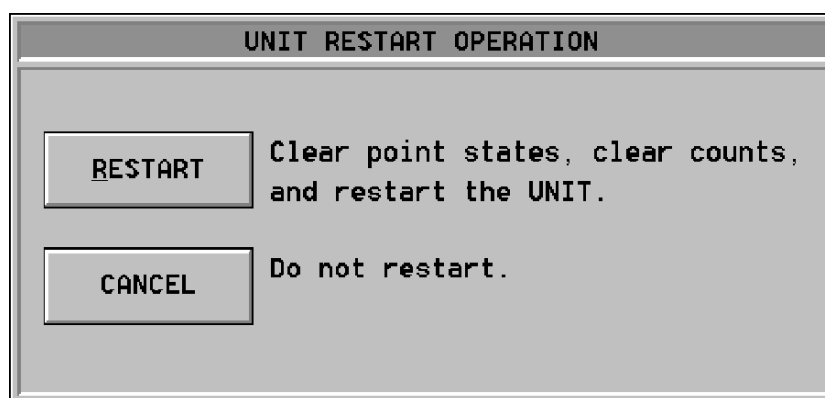 UNIT RESTART OPERATION
RESTART
Clear point states, clear counts,
and restart the UNIT.
CANCEL
Do not restart.